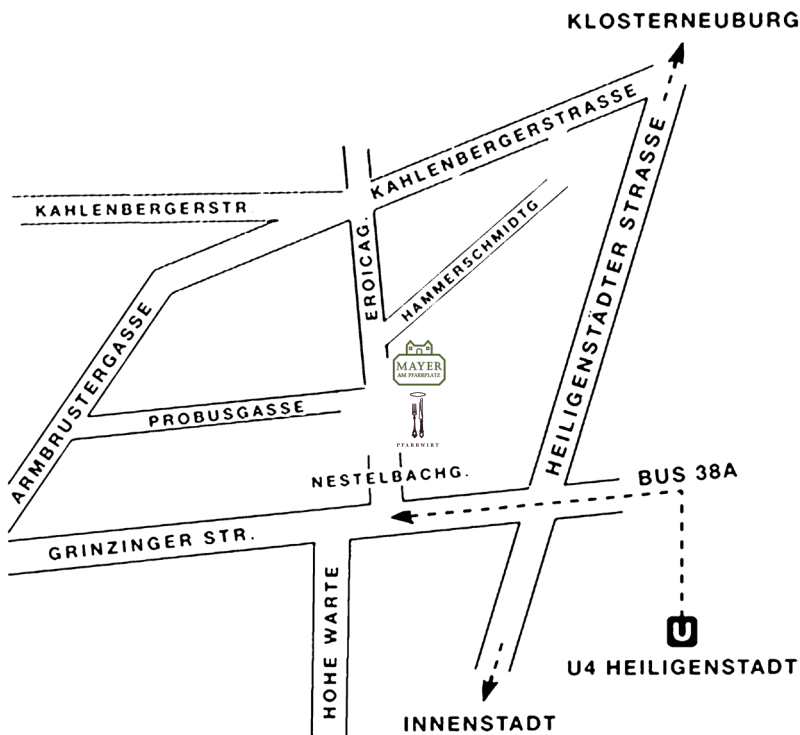 KLOSTERNEUBURG
KAHLENBERGERSTRASSE
KAHLENBERGERSTR.
HAMMERSCHMIDTG
EROICAG.
HEILIGENSTÄDTER STRASSE
ARMBRUSTERGASSE
MAYER
AM PFARRPLATZ
PROBUSGASSE
PFARRWIRT
NESTELBACHG.
BUS 38A
GRINZINGER STR.
HOHE WARTE
U
U4 HEILIGENSTADT
INNENSTADT